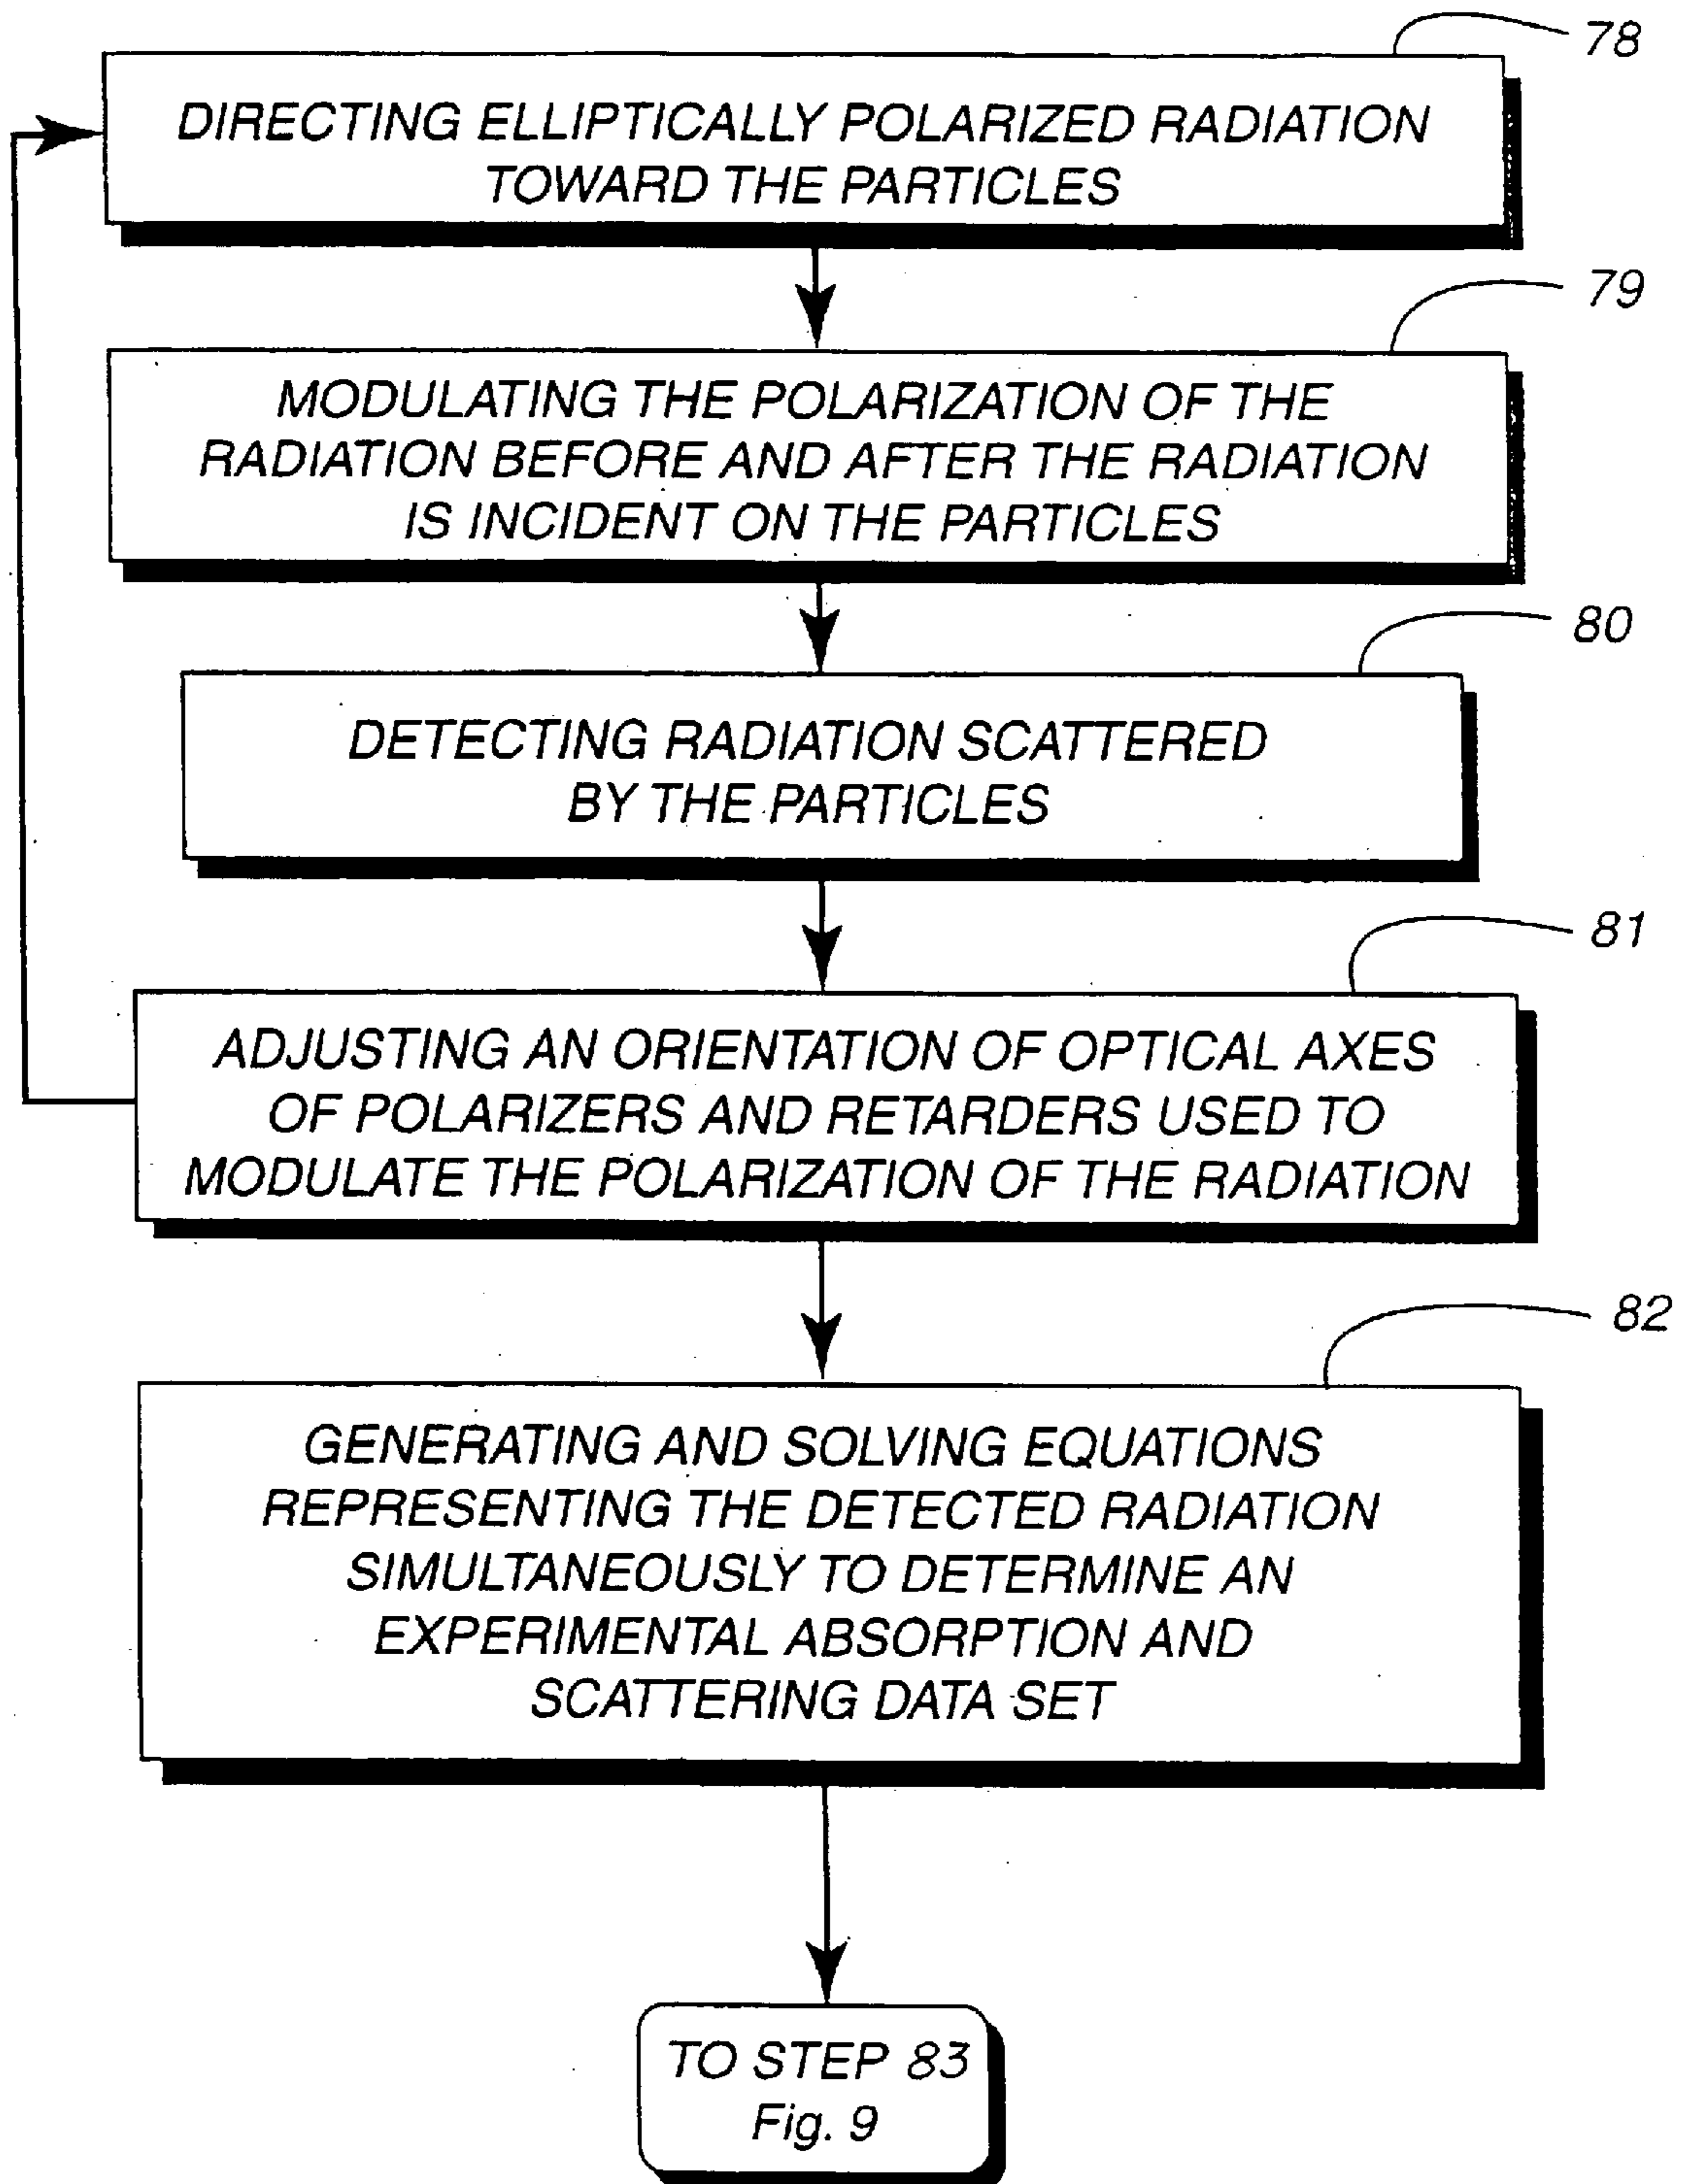 78
DIRECTING ELLIPTICALLY POLARIZED RADIATION
TOWARD THE PARTICLES
79
MODULATING THE POLARIZATION OF THE
RADIATION BEFORE AND AFTER THE RADIATION
IS INCIDENT ON THE PARTICLES
80
DETECTING RADIATION SCATTERED
BY THE PARTICLES
81
ADJUSTING AN ORIENTATION OF OPTICAL AXES
OF POLARIZERS AND RETARDERS USED TO
MODULATE THE POLARIZATION OF THE RADIATION
82
GENERATING AND SOLVING EQUATIONS
REPRESENTING THE DETECTED RADIATION
SIMULTANEOUSLY TO DETERMINE AN
EXPERIMENTAL ABSORPTION AND
SCATTERING DATA SET
TO STEP 83
Fig. 9